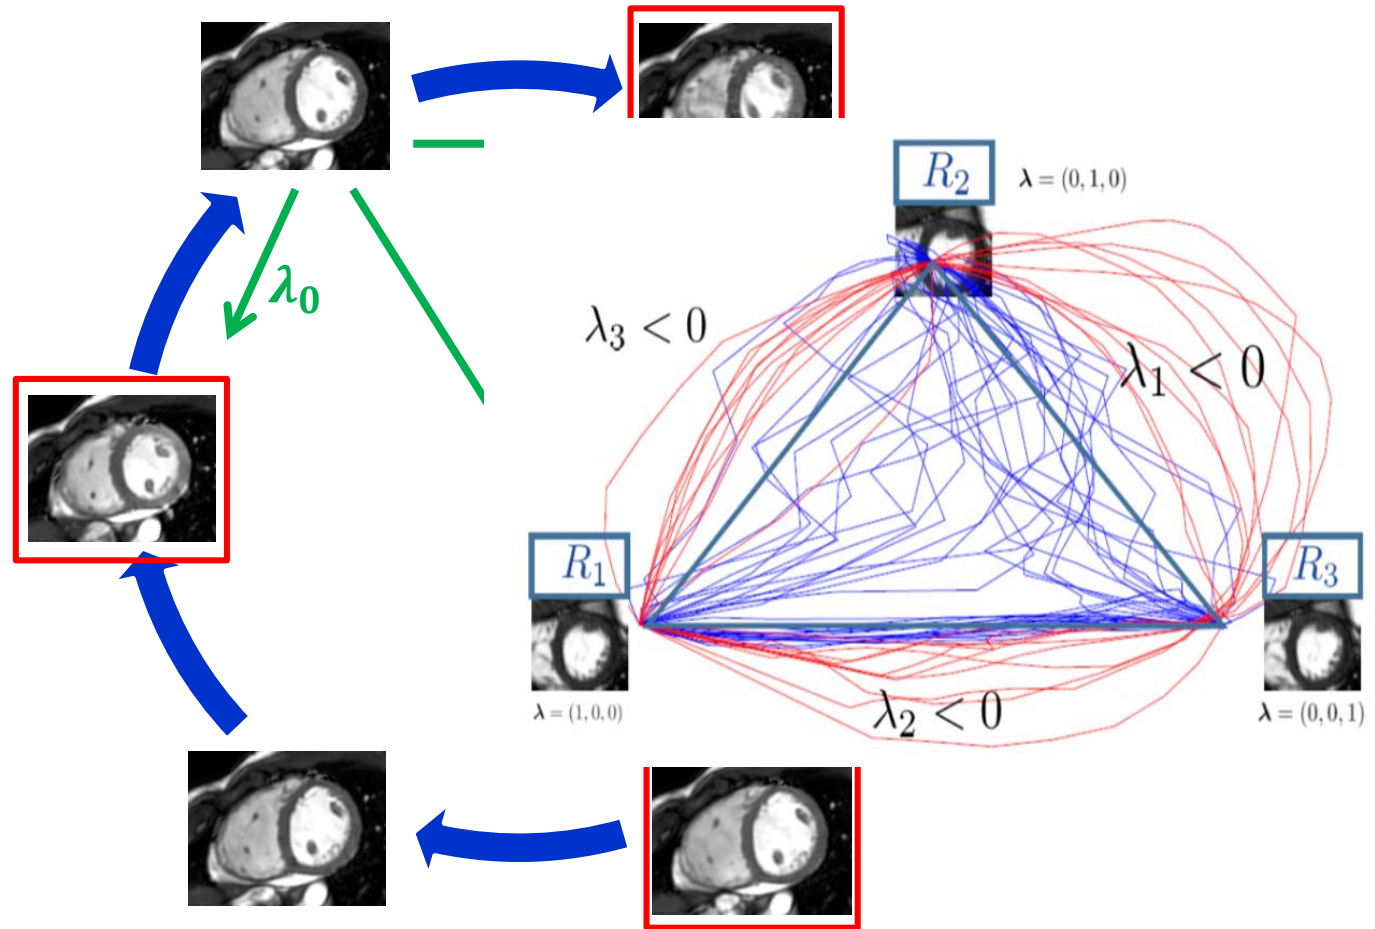 R₂
λ = (0, 1, 0)
λ₀
λ₃ < 0
λ₁ < 0
R₁
R₃
λ₂ < 0
λ = (1, 0, 0)
λ = (0, 0, 1)